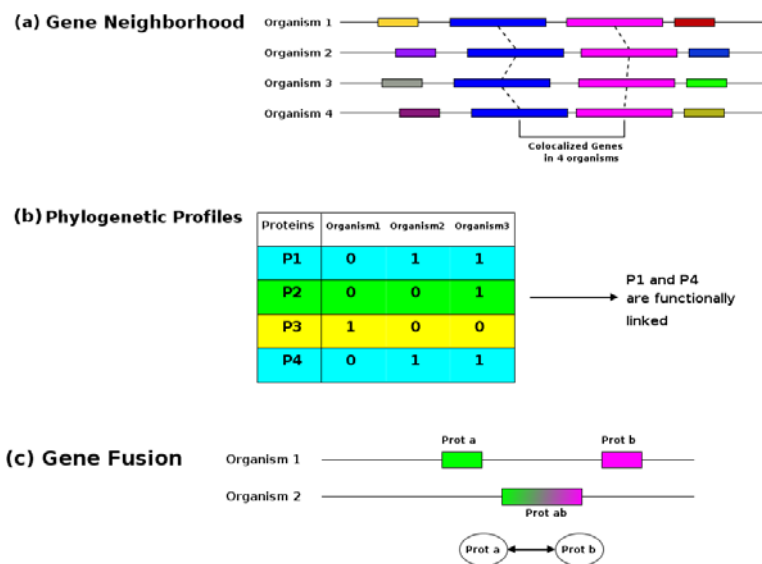 (a) Gene Neighborhood
Organism 1
Organism 2
Organism 3
Organism 4
Colocalized Genes
in 4 organisms
(b) Phylogenetic Profiles
Proteins Organism1 Organism2 Organism3
P1 0 1 1
P2 0 0 1
P3 1 0 0
P4 0 1 1
P1 and P4
are functionally
linked
(c) Gene Fusion
Prot a Prot b
Organism 1
Organism 2
Prot ab
Prot a Prot b